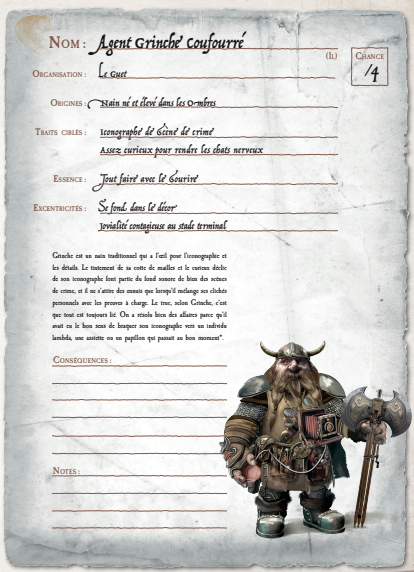 Nom : Agent Grinche Coufourré
(Il)
Chance
/4
Organisation : Le Guet
Origines : Nain né et élevé dans les Ombres
Traits ciblés : Iconographe de Scène de crime
Assez curieux pour rendre les chats nerveux
Essence : Tout faire avec le Sourire
Excentricités : Se fond dans le décor
Jovialité contagieuse au stade terminal
Grinche est un nain traditionnel qui a l'œil pour l'iconographie et
les détails. Le tintement de sa cotte de mailles et le curieux déclic
de son iconographe font partie du fond sonore de bien des scènes
de crime, et il ne s'attire des ennuis que lorsqu'il mélange ses clichés
personnels avec les preuves à charge. Le truc, selon Grinche, c'est
que tout est toujours lié. On a résolu bien des affaires parce qu'il
avait eu le bon sens de braquer son iconographe vers un individu
lambda, une assiette ou un papillon qui passait au bon moment*.
Conséquences :
Notes :